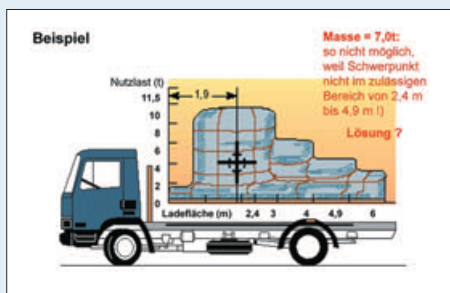 Beispiel
Masse = 7,0t:
so nicht möglich,
weil Schwerpunkt
nicht im zulässigen
Bereich von 2,4 m
bis 4,9 m !)
Lösung ?
Nutzlast (t)
1,9
11,5
10
8
6
4
2
0
Ladefläche (m) 2,4 3 4 4,9 6